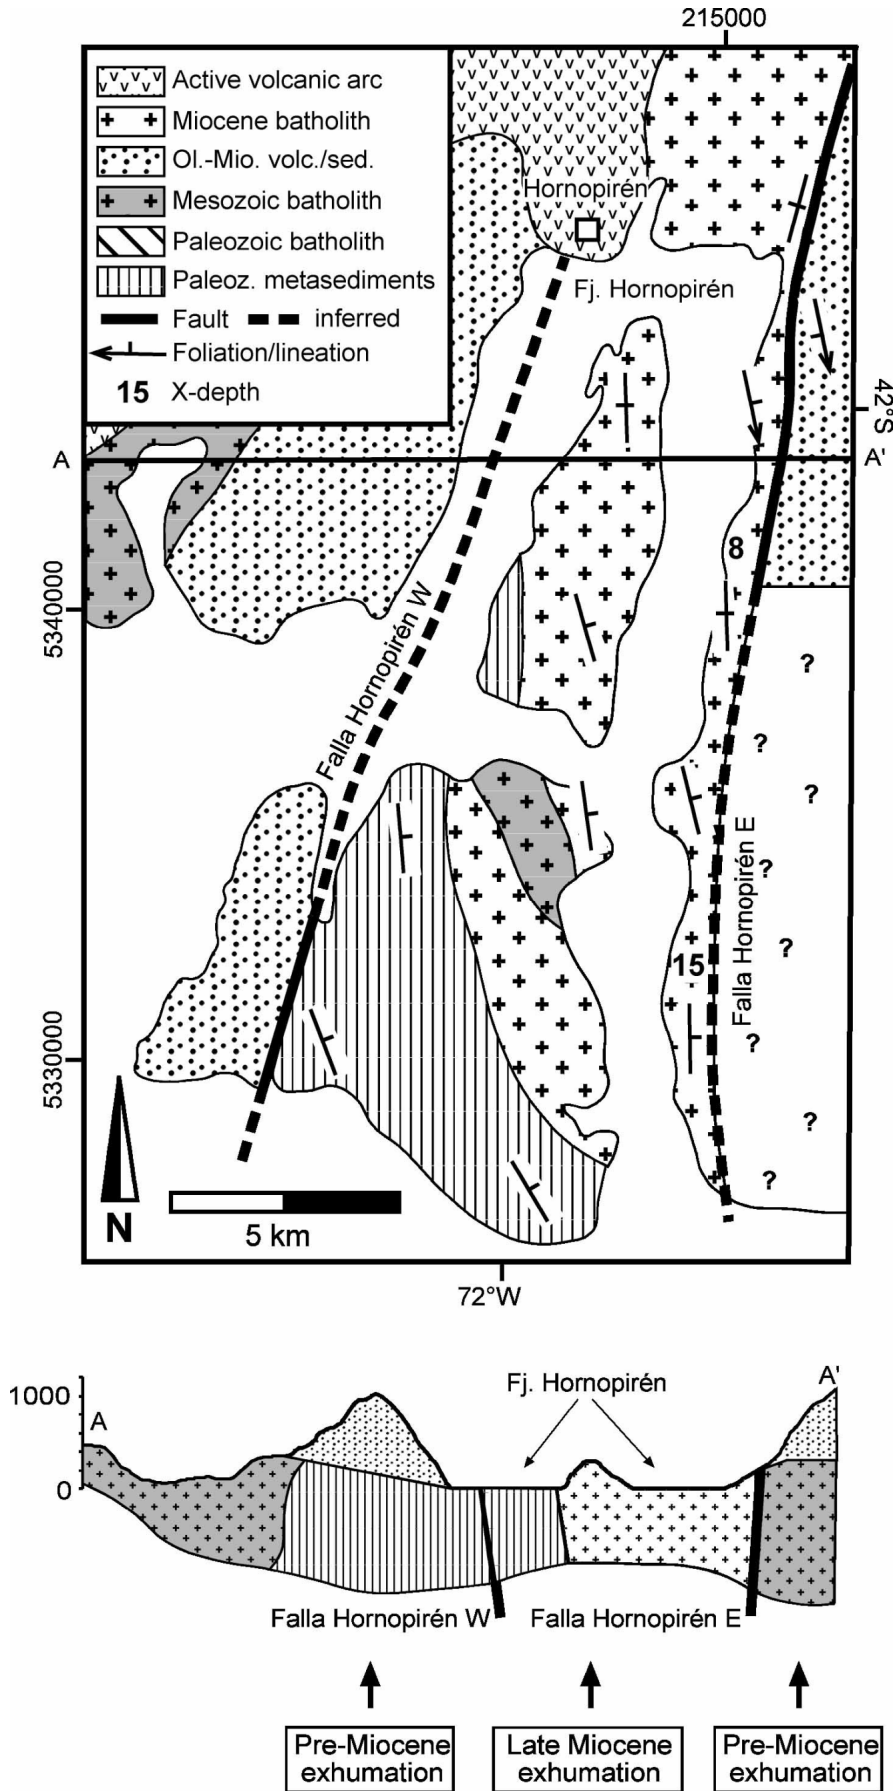 215000
Active volcanic arc
Miocene batholith
Ol.-Mio. volc./sed.
Mesozoic batholith
Paleozoic batholith
Paleoz. metasediments
Fault inferred
Foliation/lineation
15 X-depth
Hornopirén
Fj. Hornopirén
42°S
A
A'
8
5340000
Falla Hornopirén W
?
?
?
?
Falla Hornopirén E
15
?
?
?
?
5330000
N
5 km
72°W
1000
A
Fj. Hornopirén
A'
0
Falla Hornopirén W
Falla Hornopirén E
Pre-Miocene
exhumation
Late Miocene
exhumation
Pre-Miocene
exhumation